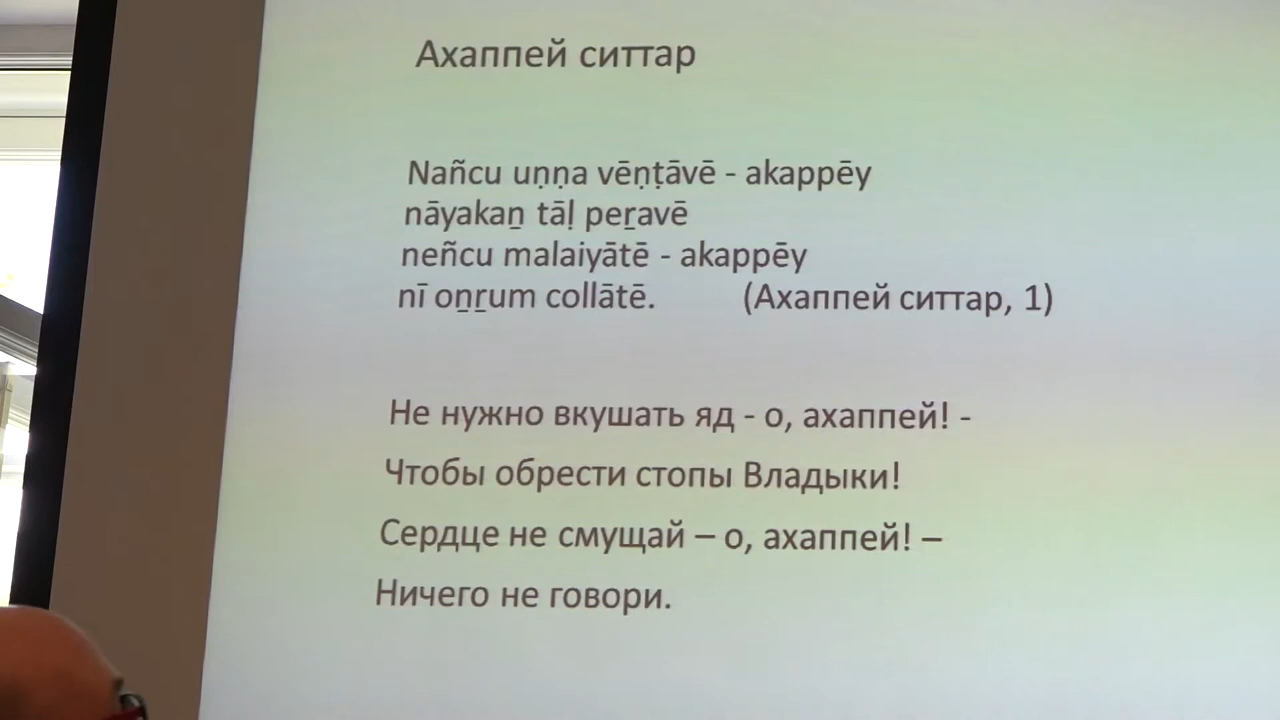 Ахаппей ситтар
Nañcu uṇṇa vēṇṭāvē - akappēy
nāyakaṉ tāḷ peṟavē
neñcu malaiyātē - akappēy
nī oṉṟum collātē. (Ахаппей ситтар, 1)
Не нужно вкушать яд - о, ахаппей! -
Чтобы обрести стопы Владыки!
Сердце не смущай – о, ахаппей! –
Ничего не говори.